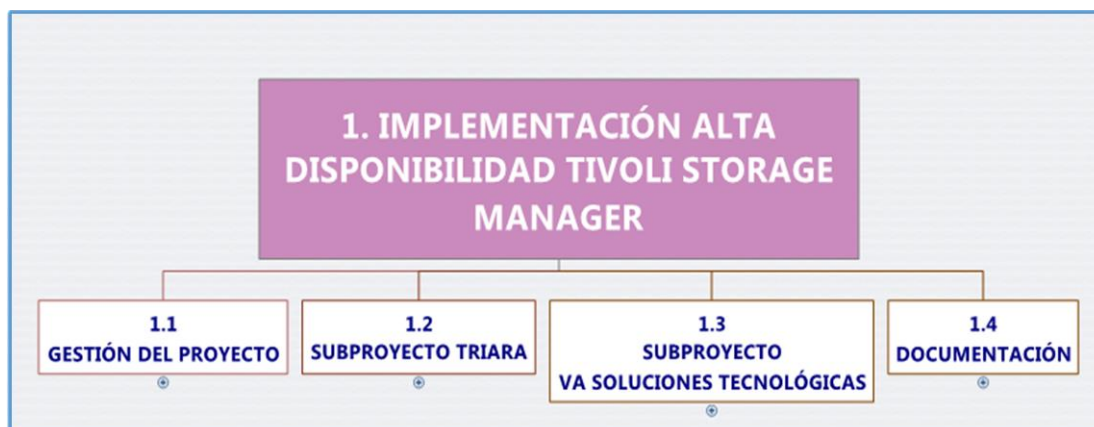 1. IMPLEMENTACIÓN ALTA
DISPONIBILIDAD TIVOLI STORAGE
MANAGER
1.1
GESTIÓN DEL PROYECTO
1.2
SUBPROYECTO TRIARA
1.3
SUBPROYECTO
VA SOLUCIONES TECNOLÓGICAS
1.4
DOCUMENTACIÓN